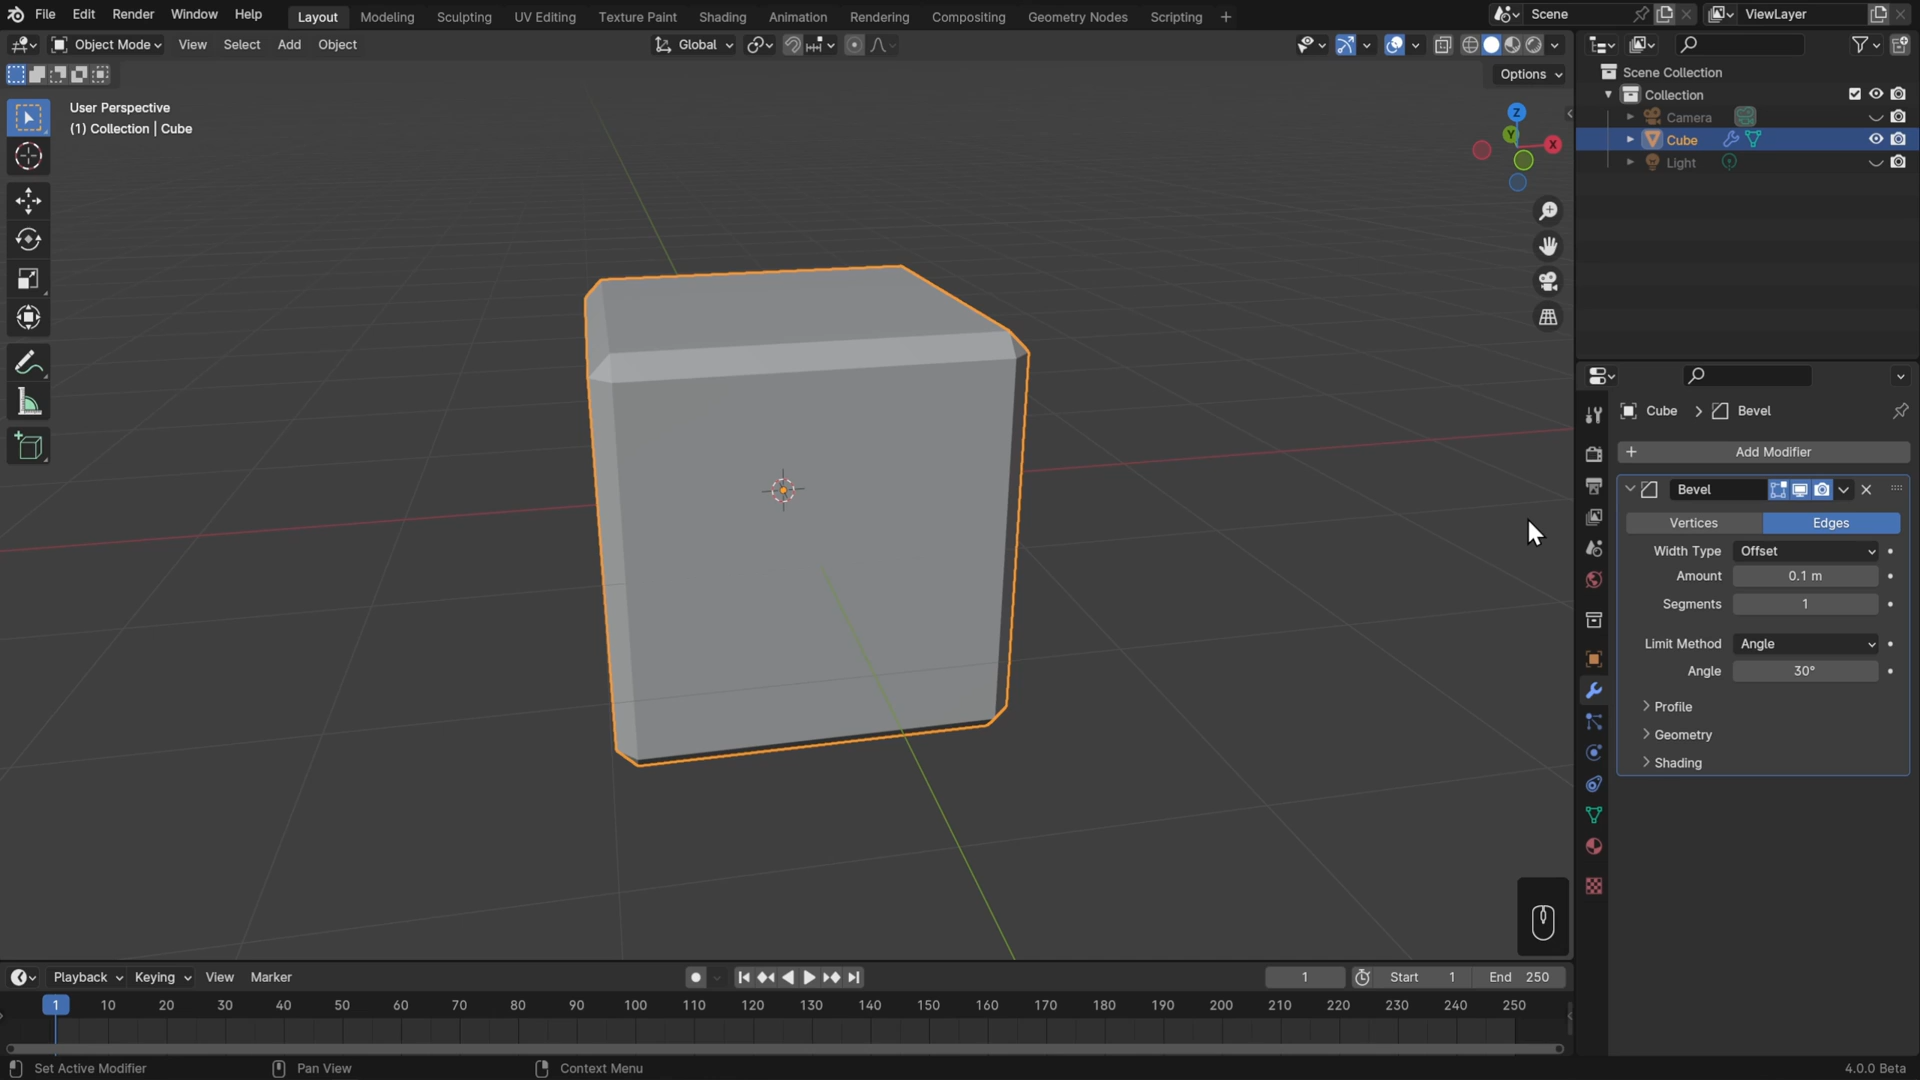 File Edit Render Window Help Layout Modeling Sculpting UV Editing Texture Paint Shading Animation Rendering Compositing Geometry Nodes Scripting + Scene ViewLayer
Object Mode View Select Add Object Global
Options
User Perspective
(1) Collection | Cube
Z
Y
X
Scene Collection
Collection
Camera
Cube
Light
Cube > Bevel
+ Add Modifier
Bevel
Vertices Edges
Width Type Offset
Amount 0.1 m
Segments 1
Limit Method Angle
Angle 30°
Profile
Geometry
Shading
Playback Keying View Marker 1 Start 1 End 250
1 10 20 30 40 50 60 70 80 90 100 110 120 130 140 150 160 170 180 190 200 210 220 230 240 250
Set Active Modifier Pan View Context Menu 4.0.0 Beta